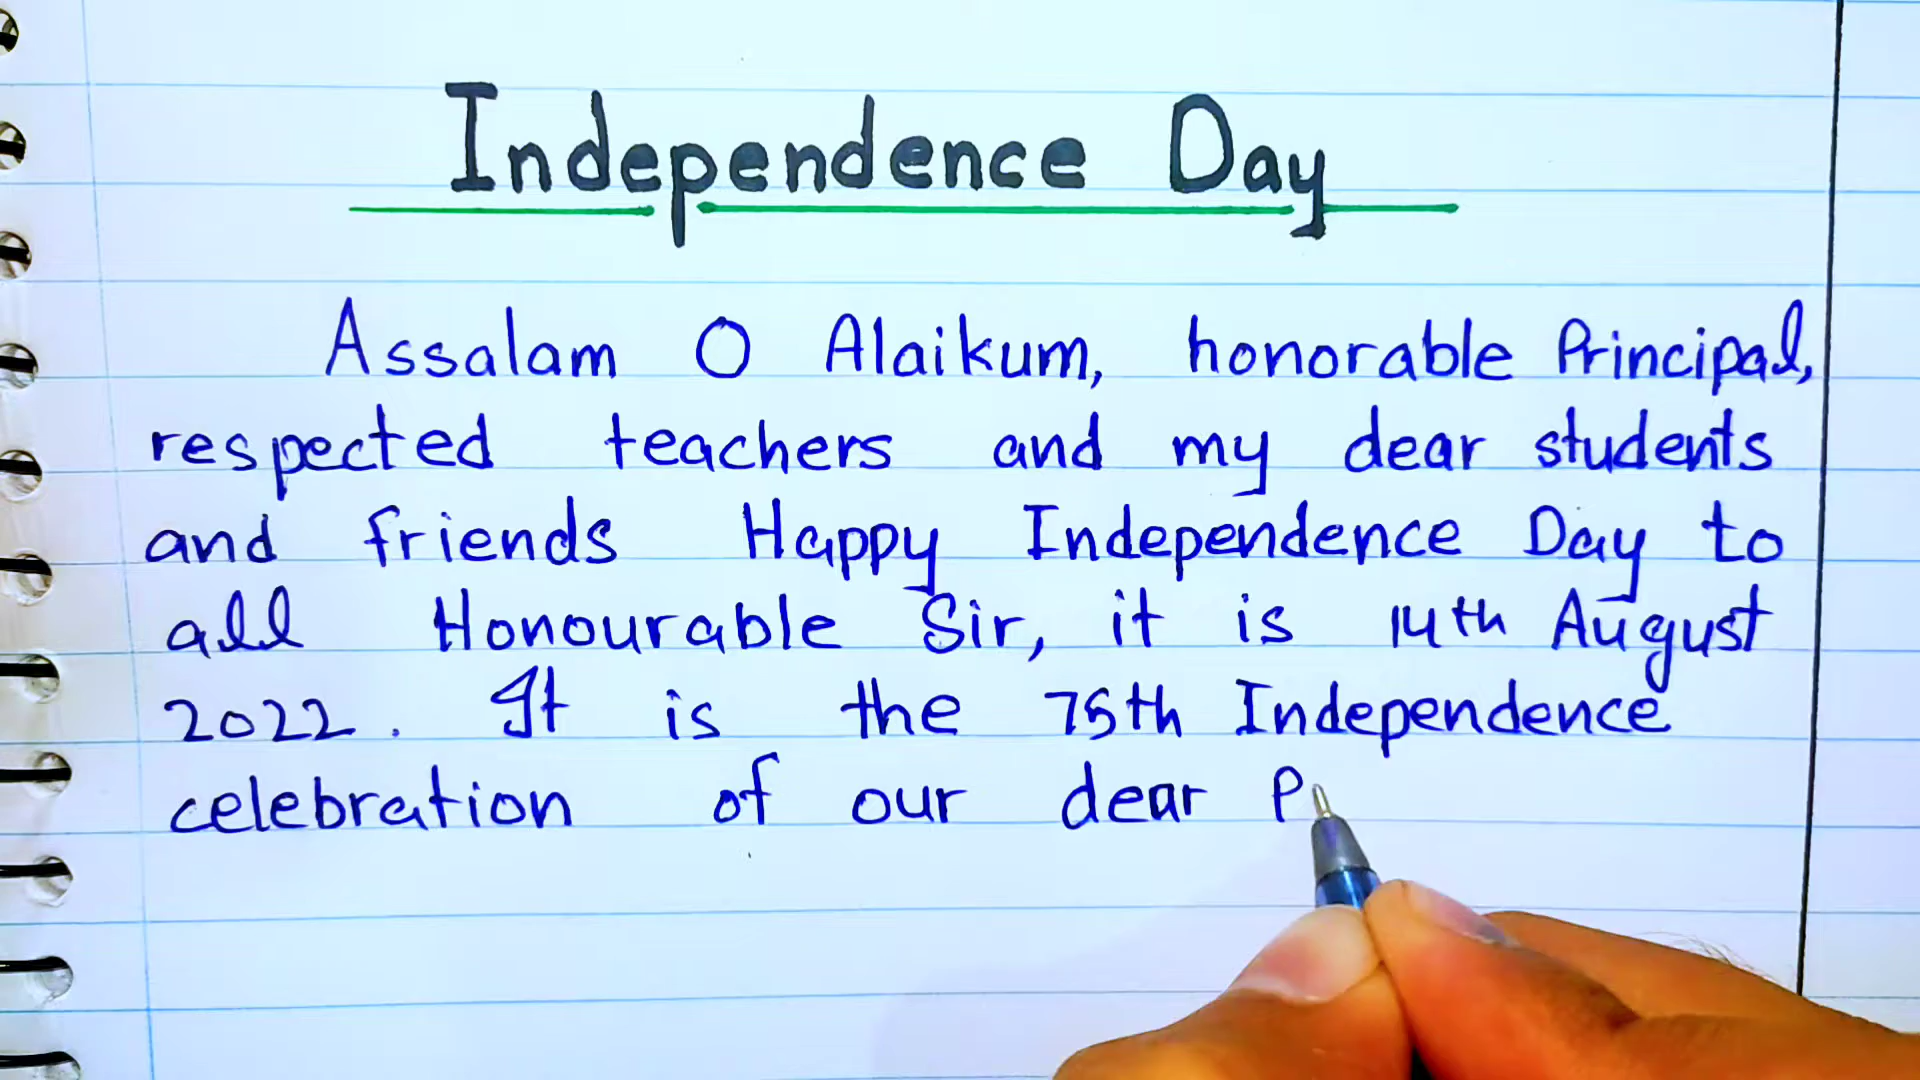 Independence Day
Assalam O Alaikum, honorable Principal,
respected teachers and my dear students
and friends Happy Independence Day to
all Honourable Sir, it is 14th August
2022. It is the 75th Independence
celebration of our dear P